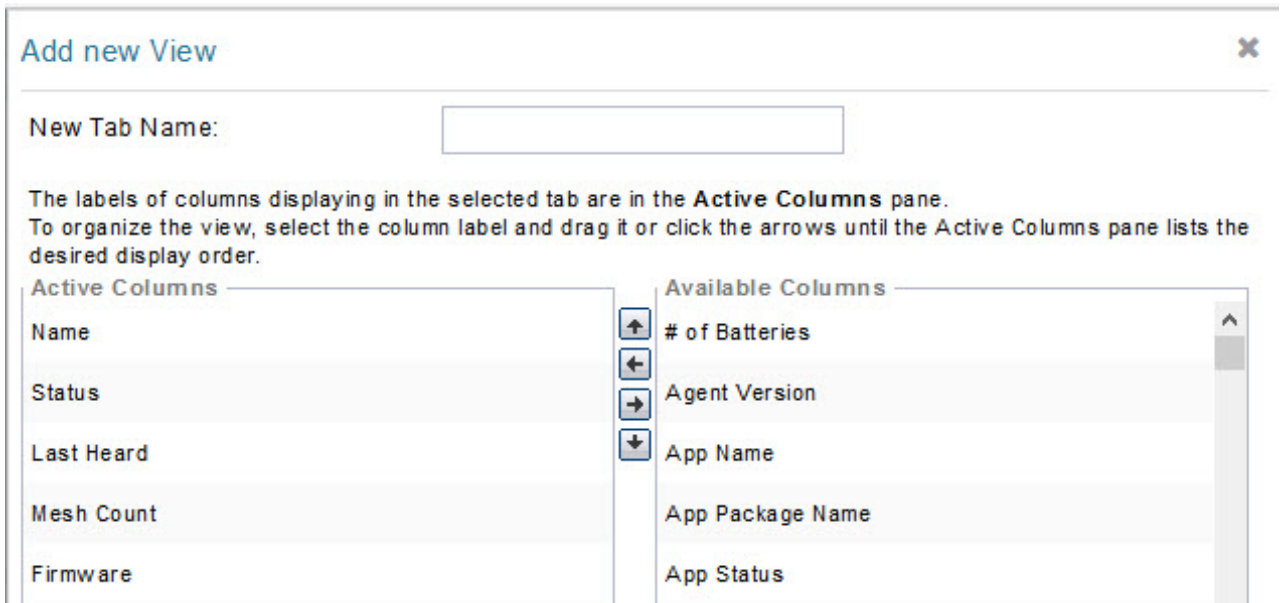 Add new View
New Tab Name:
The labels of columns displaying in the selected tab are in the Active Columns pane.
To organize the view, select the column label and drag it or click the arrows until the Active Columns pane lists the
desired display order.
Active Columns
Name
Status
Last Heard
Mesh Count
Firmware
Available Columns
# of Batteries
Agent Version
App Name
App Package Name
App Status